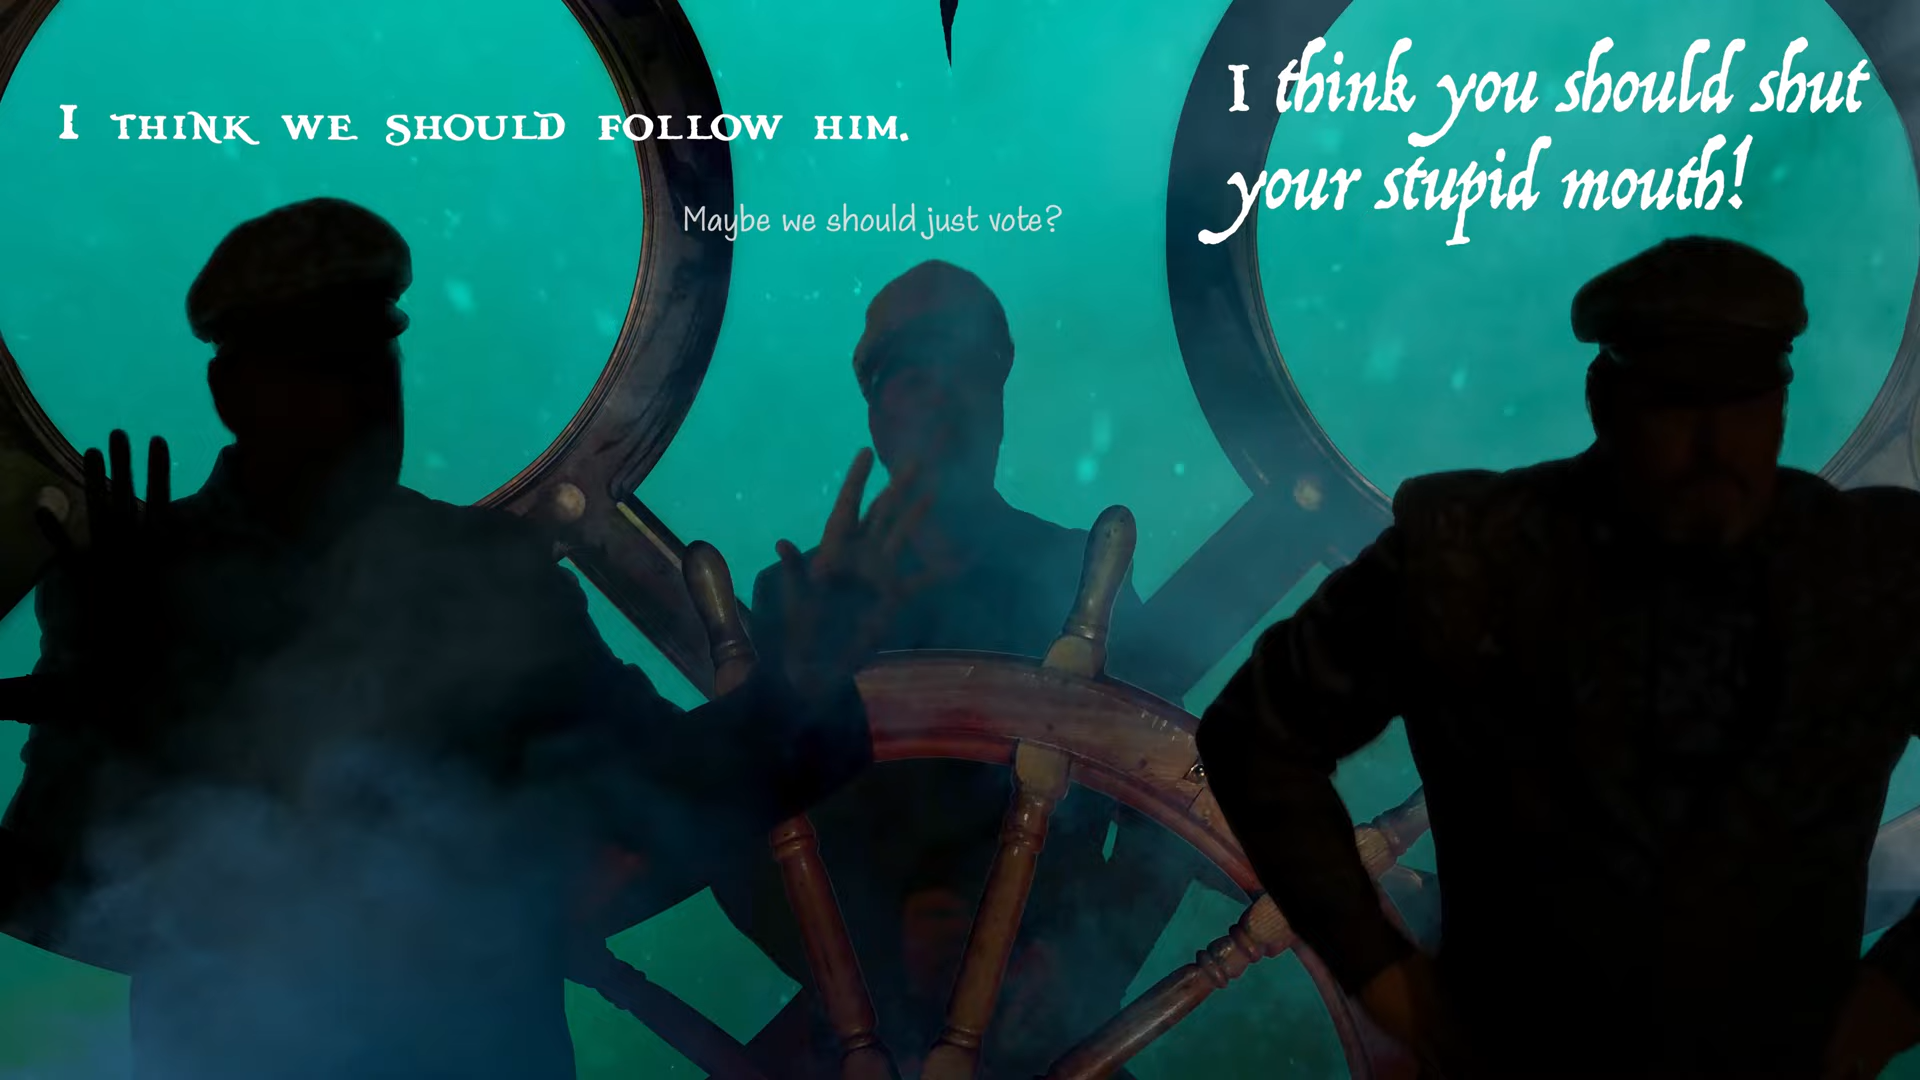 I THINK WE SHOULD FOLLOW HIM.
Maybe we should just vote?
I think you should shut
your stupid mouth!